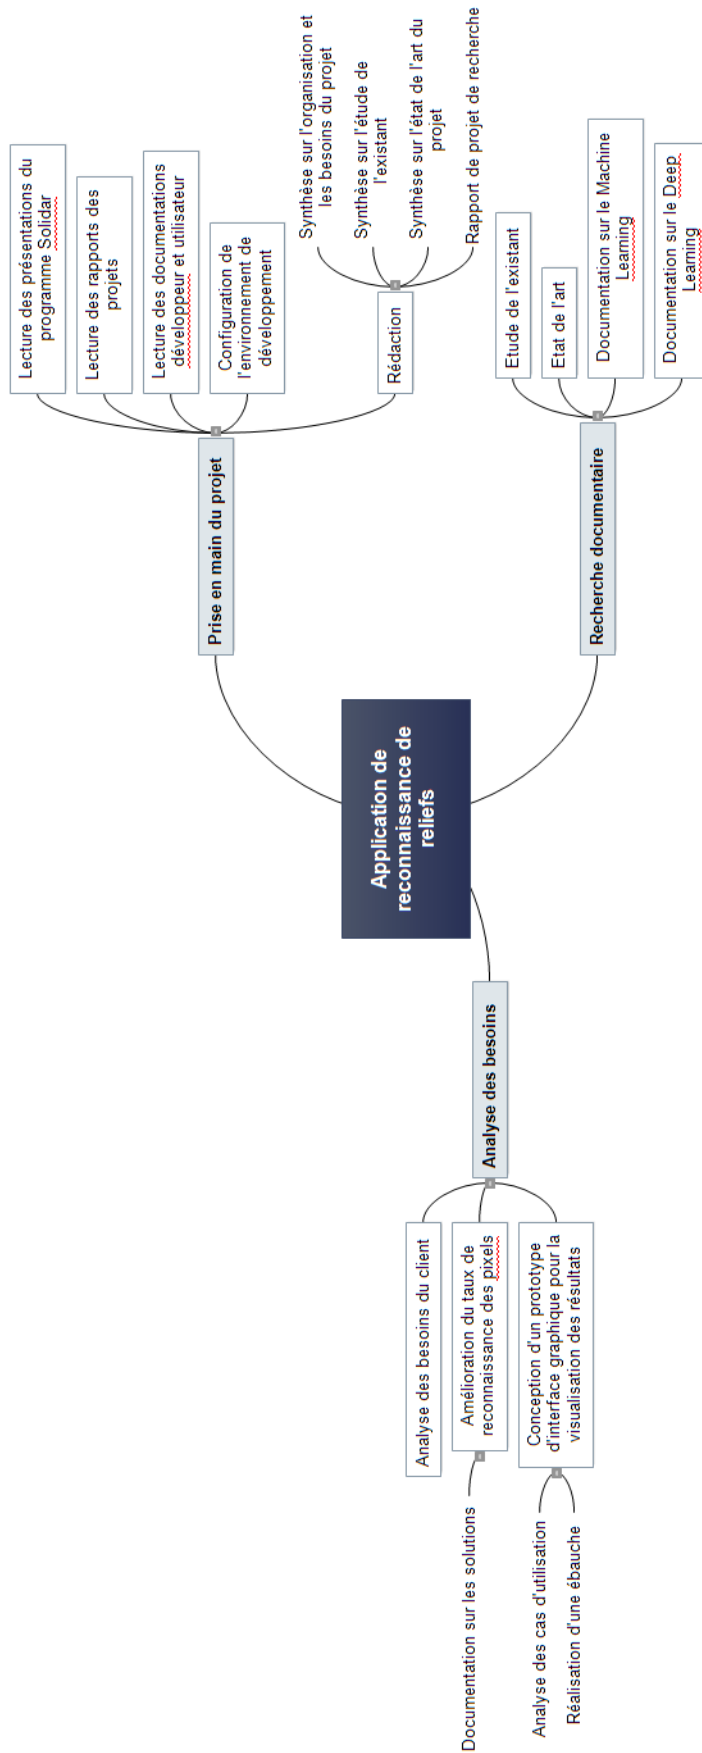 Application de
reconnaissance de
reliefs
Prise en main du projet
Lecture des présentations du
programme Solidar
Lecture des rapports des
projets
Lecture des documentations
développeur et utilisateur
Configuration de
l'environnement de
développement
Rédaction
Synthèse sur l'organisation et
les besoins du projet
Synthèse sur l'étude de
l'existant
Synthèse sur l'état de l'art du
projet
Rapport de projet de recherche
Recherche documentaire
Etude de l'existant
Etat de l'art
Documentation sur le Machine
Learning
Documentation sur le Deep
Learning
Analyse des besoins
Analyse des besoins du client
Amélioration du taux de
reconnaissance des pixels
Documentation sur les solutions
Conception d'un prototype
d'interface graphique pour la
visualisation des résultats
Analyse des cas d'utilisation
Réalisation d'une ébauche